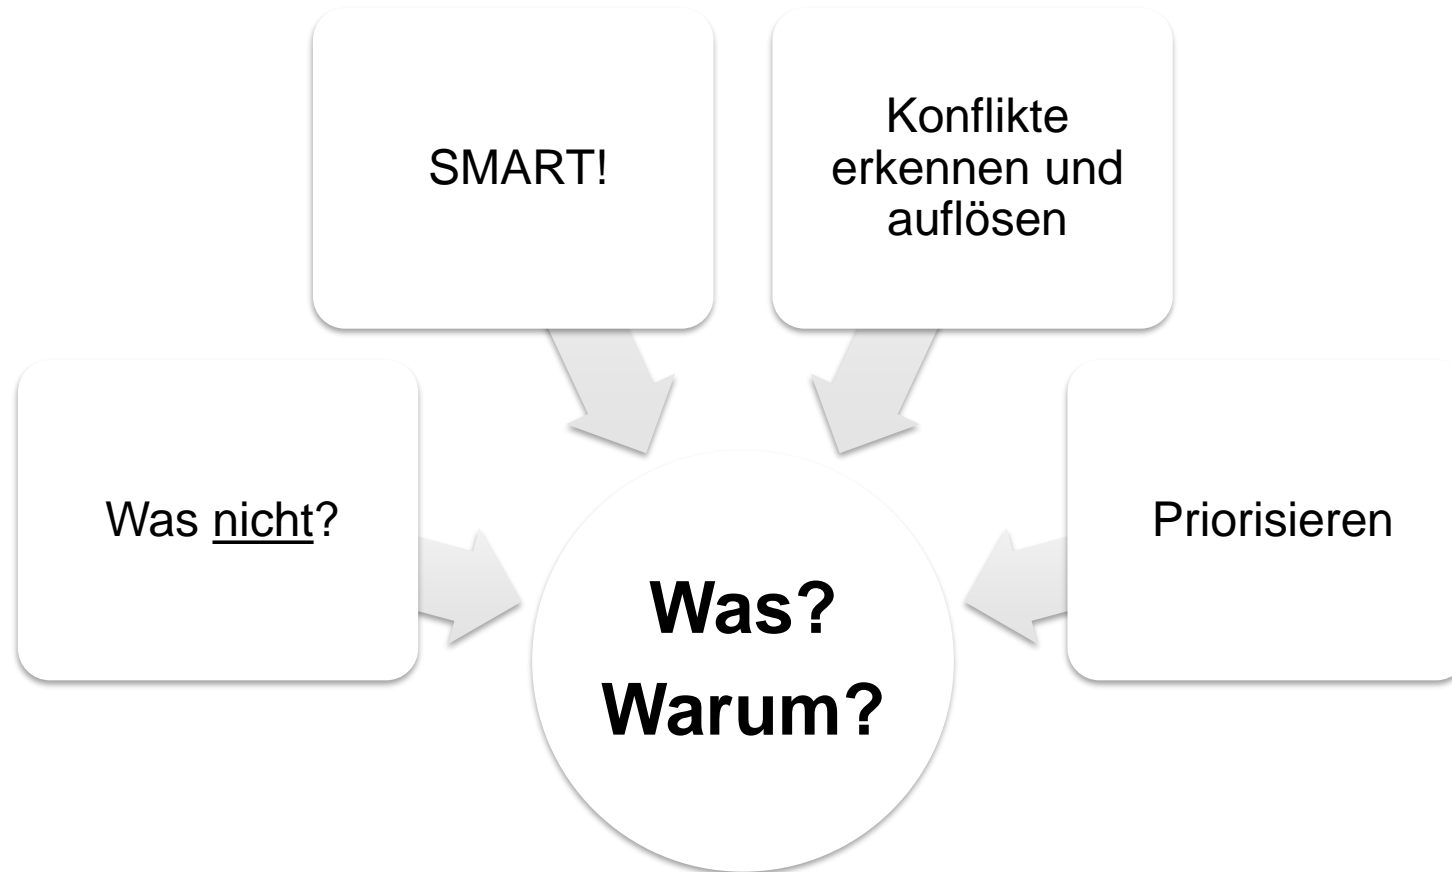 SMART!
Konflikte
erkennen und
auflösen
Was nicht?
Priorisieren
Was?
Warum?